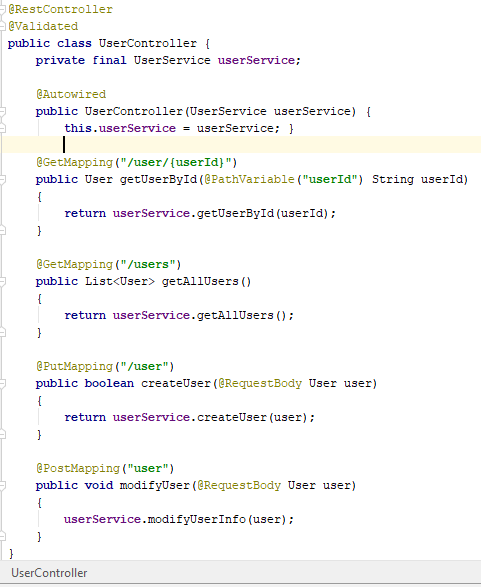 @RestController
@Validated
public class UserController {
    private final UserService userService;

    @Autowired
    public UserController(UserService userService) {
        this.userService = userService; }

    @GetMapping("/user/{userId}")
    public User getUserById(@PathVariable("userId") String userId)
    {
        return userService.getUserById(userId);
    }

    @GetMapping("/users")
    public List<User> getAllUsers()
    {
        return userService.getAllUsers();
    }

    @PutMapping("/user")
    public boolean createUser(@RequestBody User user)
    {
        return userService.createUser(user);
    }

    @PostMapping("user")
    public void modifyUser(@RequestBody User user)
    {
        userService.modifyUserInfo(user);
    }
}
UserController